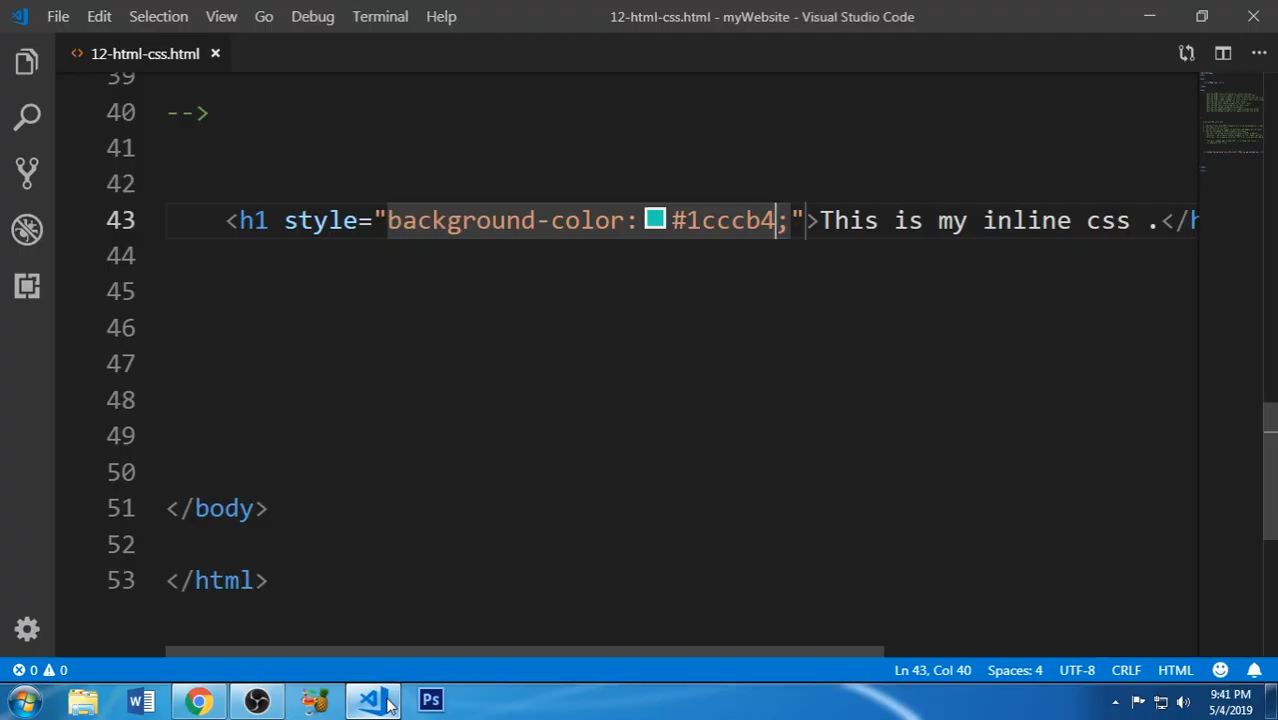 File Edit Selection View Go Debug Terminal Help 12-html-css.html - myWebsite - Visual Studio Code
12-html-css.html
39
40 -->
41
42
43 <h1 style="background-color: #1cccb4;">This is my inline css .</h
44
45
46
47
48
49
50
51 </body>
52
53 </html>
0 0 Ln 43, Col 40 Spaces: 4 UTF-8 CRLF HTML
W Ps 9:41 PM
5/4/2019